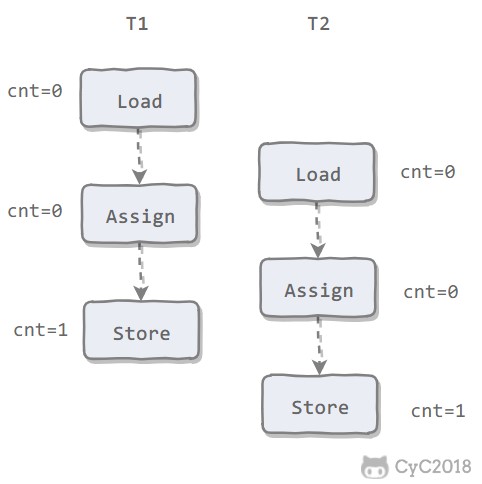 T1 T2
cnt=0 Load
Load cnt=0
cnt=0 Assign
Assign cnt=0
cnt=1 Store
Store cnt=1
CyC2018